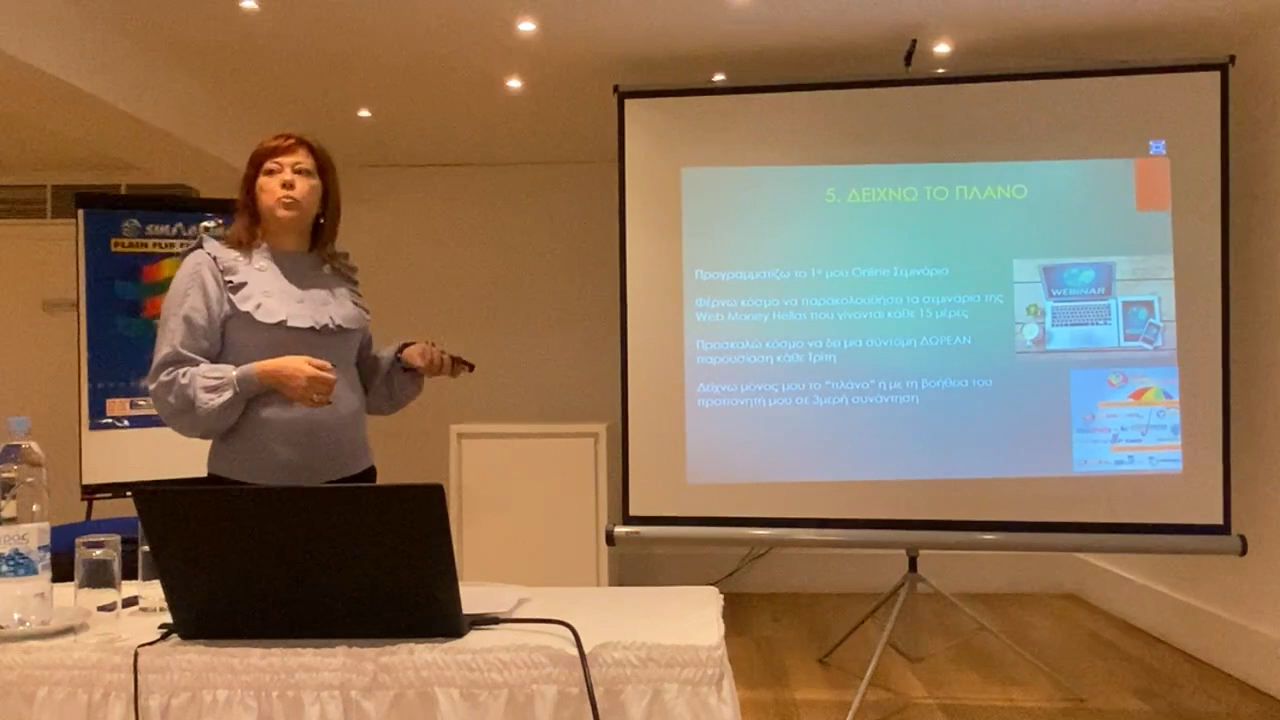 5. ΔΕΙΧΝΩ ΤΟ ΠΛΑΝΟ
Προγραμματίζω το 1ο μου Online Σεμινάριο
Φέρνω κόσμο να παρακολουθήσει τα σεμινάρια της
Web Money Hellas που γίνονται κάθε 15 μέρες
Προσκαλώ κόσμο να δει μια σύντομη ΔΩΡΕΑΝ
παρουσίαση κάθε Τρίτη
Δείχνω μόνος μου το “πλάνο” ή με τη βοήθεια του
προπονητή μου σε 3μερή συνάντηση
WEBINAR